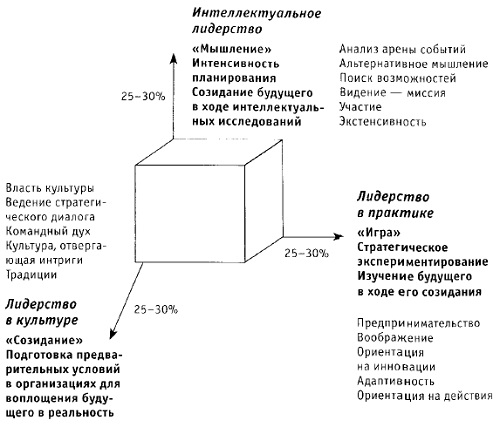 Интеллектуальное
лидерство
«Мышление»
Интенсивность
планирования
Созидание будущего
в ходе интеллектуаль-
ных исследований
Анализ арены событий
Альтернативное мышление
Поиск возможностей
Видение — миссия
Участие
Экстенсивность
25–30%
Власть культуры
Ведение стратеги-
ческого диалога
Командный дух
Культура, отверга-
ющая интриги
Традиции
Лидерство
в практике
«Игра»
Стратегическое
экспериментирование
Изучение будущего
в ходе его созидания
25–30%
Предпринимательство
Воображение
Ориентация
на инновации
Адаптивность
Ориентация на действия
25–30%
Лидерство
в культуре
«Созидание»
Подготовка предва-
рительных условий
в организациях для
воплощения буду-
щего в реальность